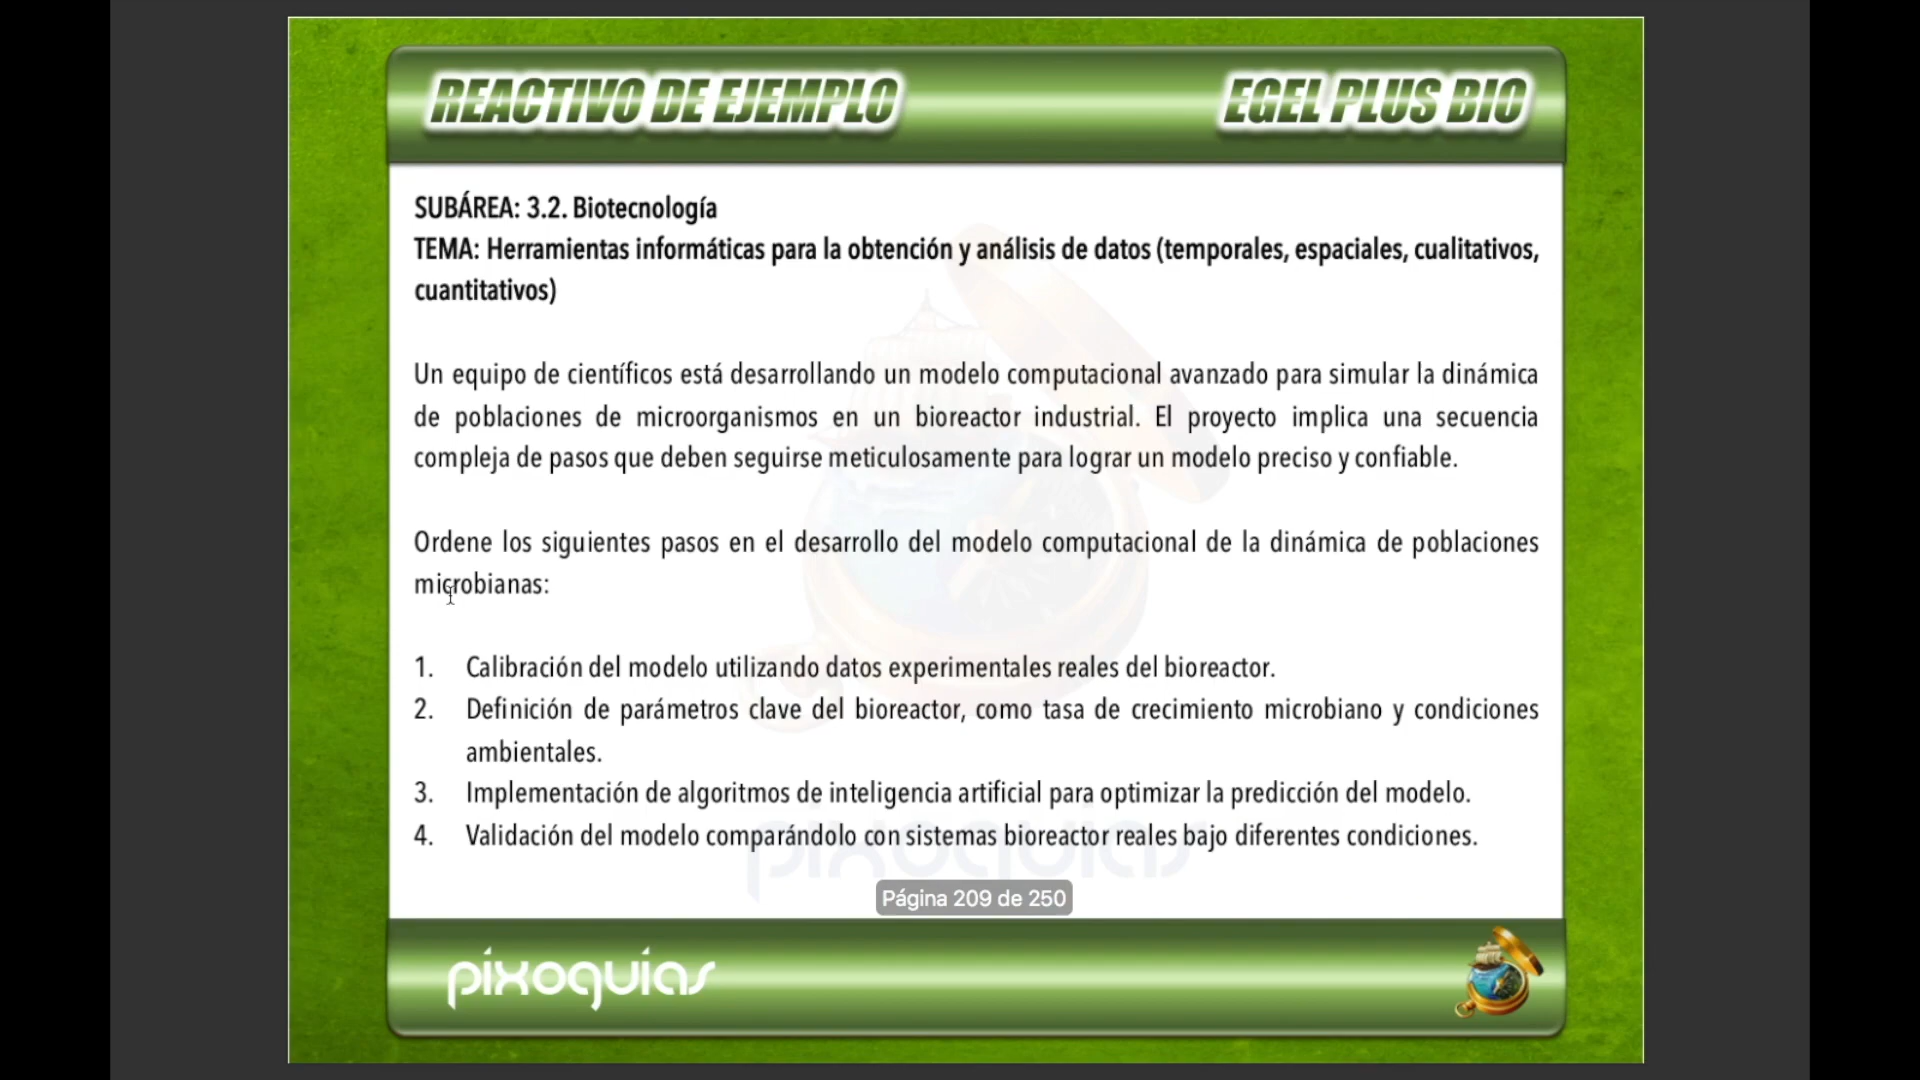 REACTIVO DE EJEMPLO
EGEL PLUS BIO
SUBÁREA: 3.2. Biotecnología
TEMA: Herramientas informáticas para la obtención y análisis de datos (temporales, espaciales, cualitativos,
cuantitativos)
Un equipo de científicos está desarrollando un modelo computacional avanzado para simular la dinámica
de poblaciones de microorganismos en un bioreactor industrial. El proyecto implica una secuencia
compleja de pasos que deben seguirse meticulosamente para lograr un modelo preciso y confiable.
Ordene los siguientes pasos en el desarrollo del modelo computacional de la dinámica de poblaciones
microbianas:
1. Calibración del modelo utilizando datos experimentales reales del bioreactor.
2. Definición de parámetros clave del bioreactor, como tasa de crecimiento microbiano y condiciones
ambientales.
3. Implementación de algoritmos de inteligencia artificial para optimizar la predicción del modelo.
4. Validación del modelo comparándolo con sistemas bioreactor reales bajo diferentes condiciones.
pixoguías
Página 209 de 250
pixoguías